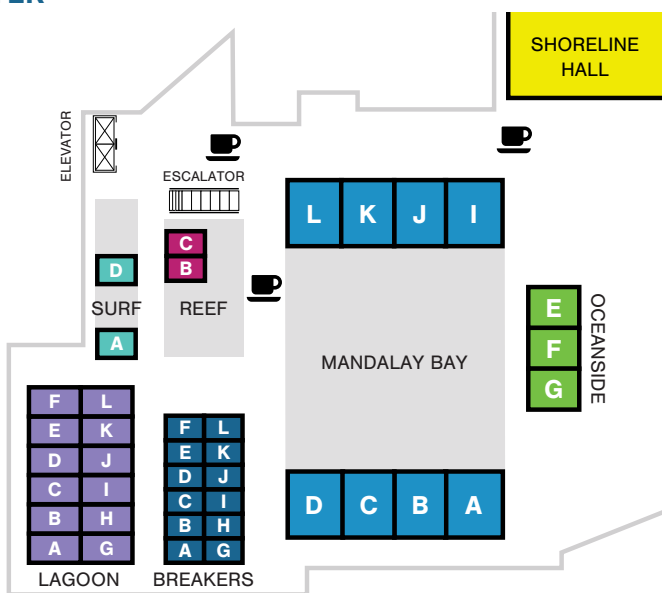 SHORELINE
HALL
ELEVATOR
ESCALATOR
L K J I
C
B
D
SURF
REEF
A
E
F
G
OCEANSIDE
MANDALAY BAY
F L
E K
D J
C I
B H
A G
LAGOON
F L
E K
D J
C I
B H
A G
BREAKERS
D C B A